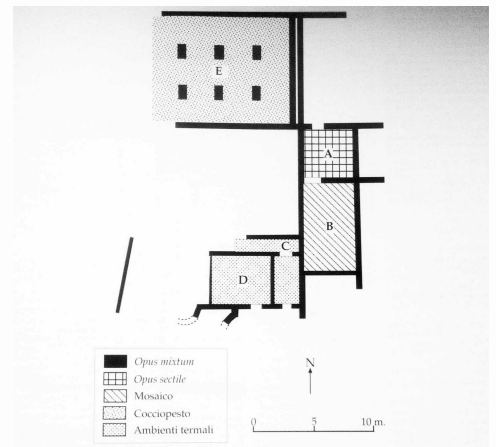 E
A
B
C
D
Opus mixtum
Opus sectile
Mosaico
Cocciopesto
Ambienti termali
N
0 5 10 m.